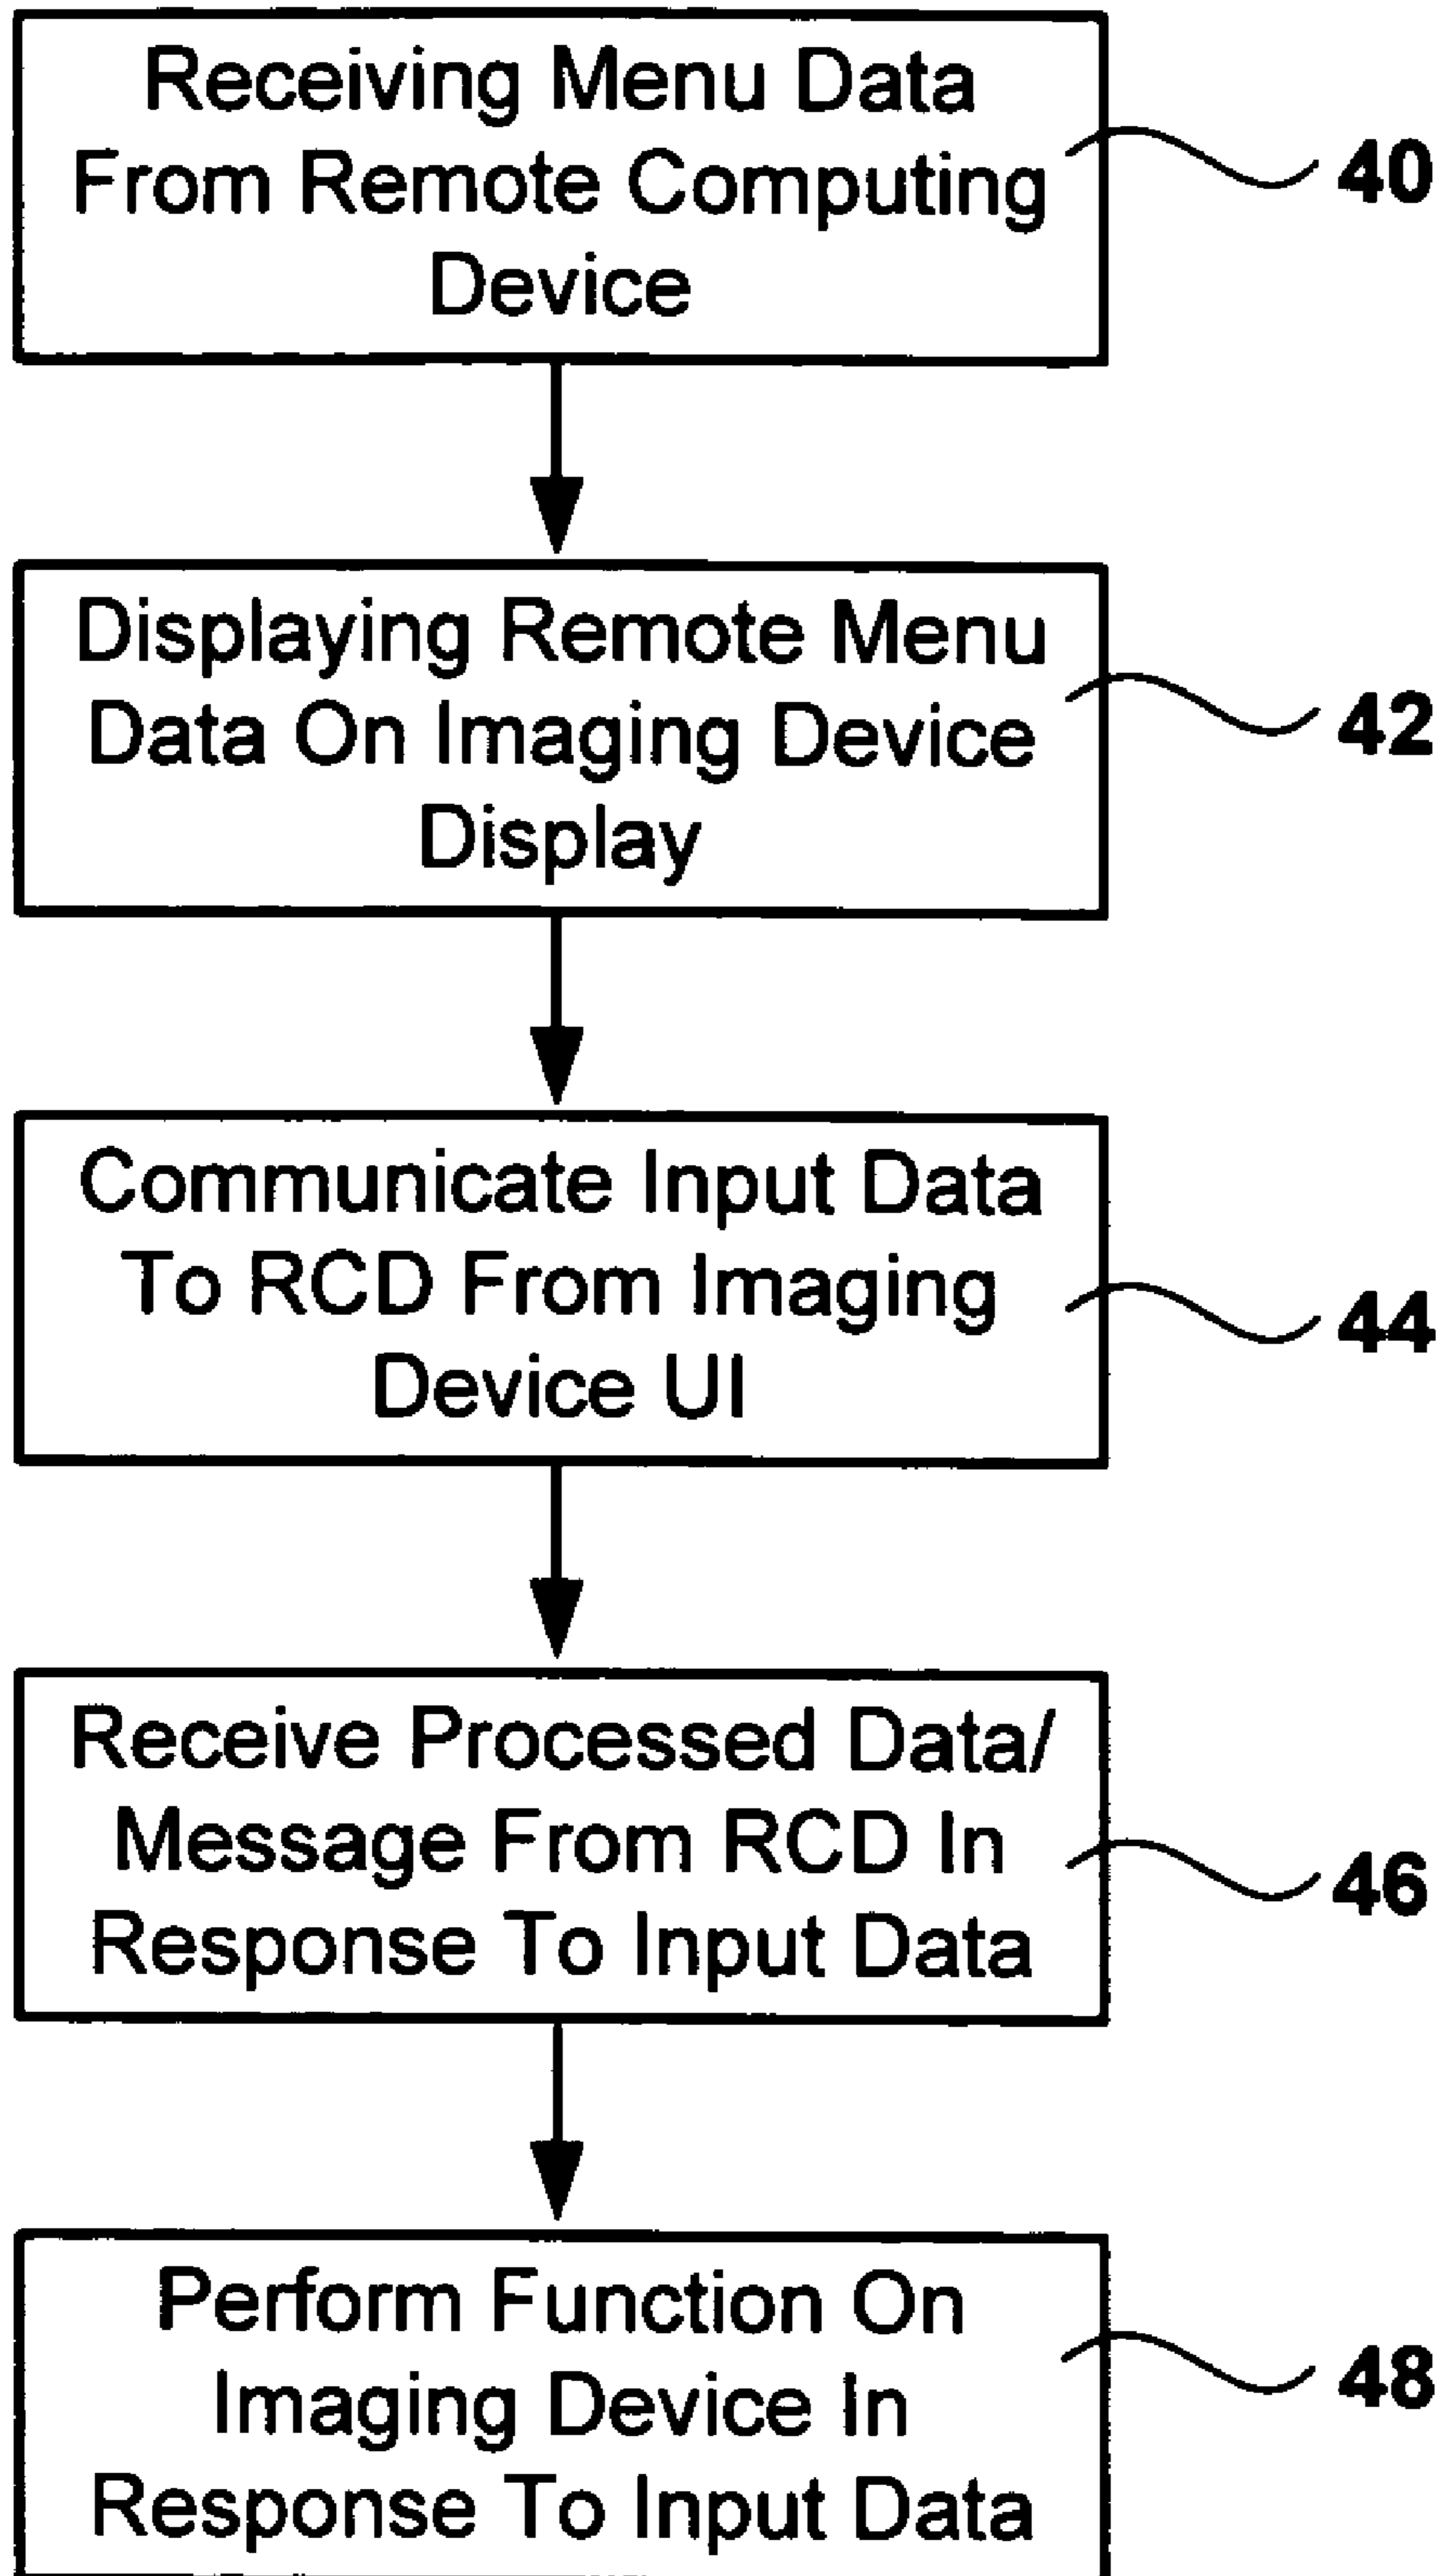 Receiving Menu Data
From Remote Computing
Device
40
Displaying Remote Menu
Data On Imaging Device
Display
42
Communicate Input Data
To RCD From Imaging
Device UI
44
Receive Processed Data/
Message From RCD In
Response To Input Data
46
Perform Function On
Imaging Device In
Response To Input Data
48